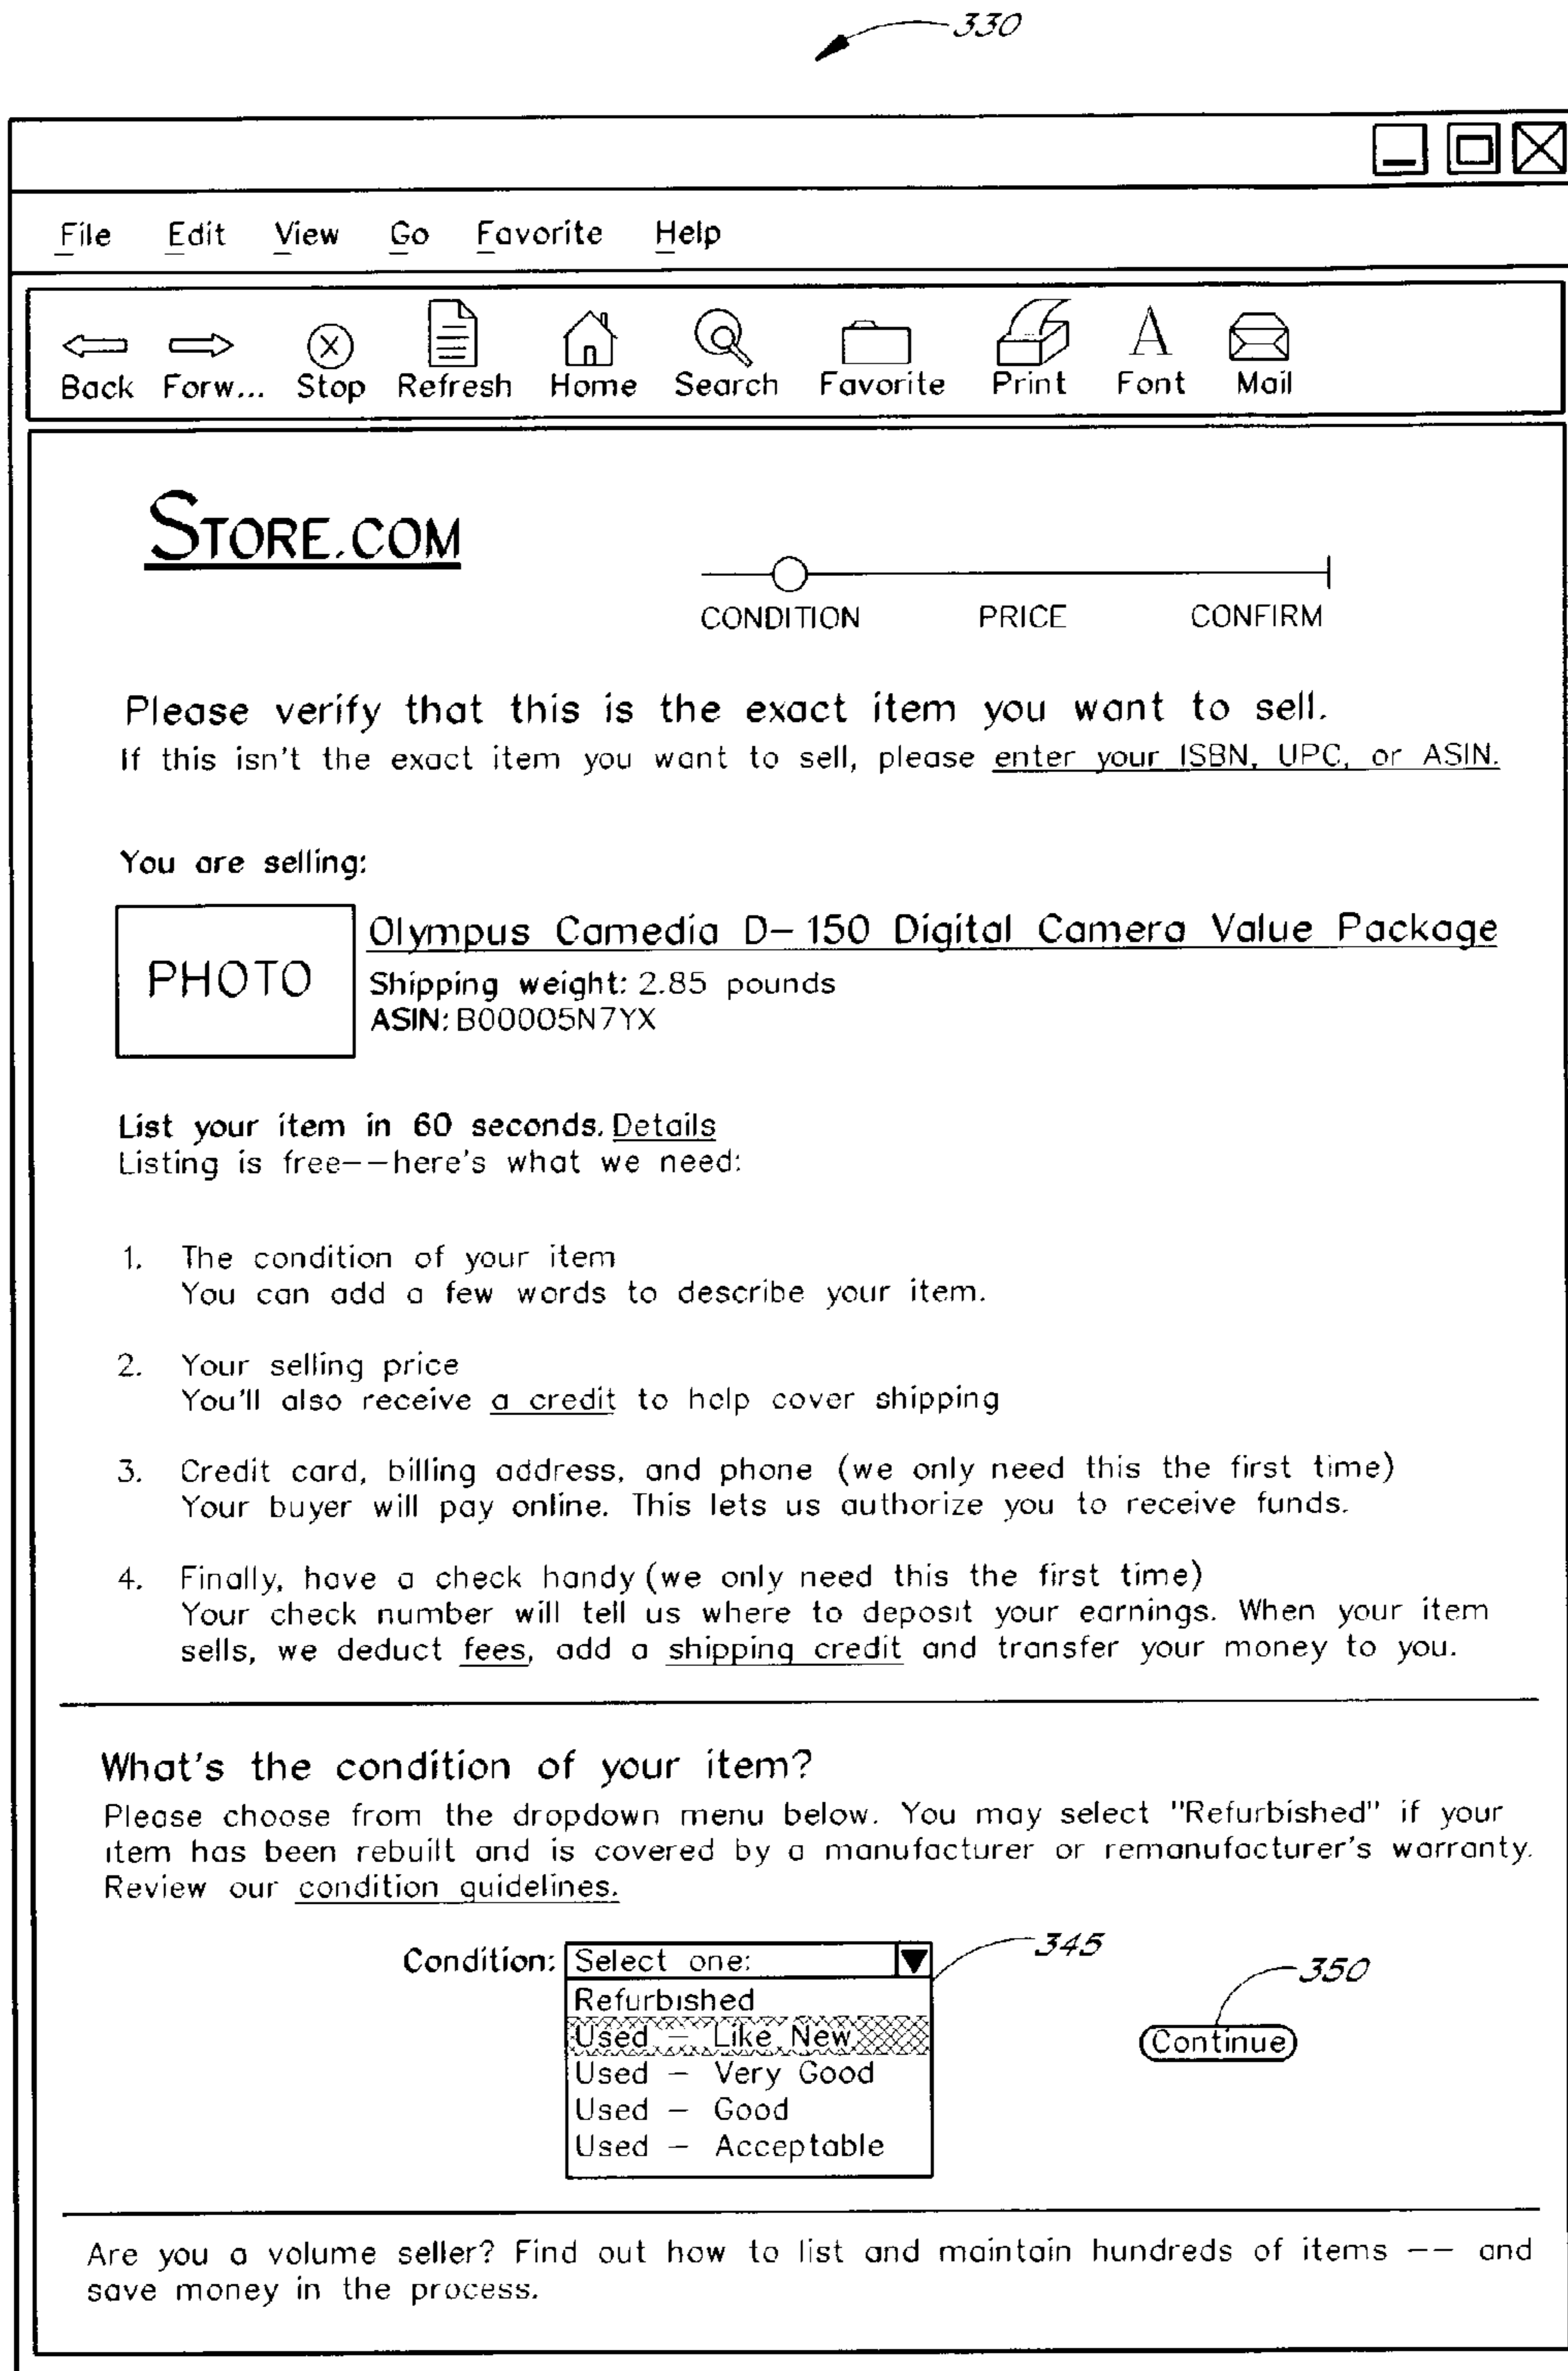 330
File Edit View Go Favorite Help
Back Forw... Stop Refresh Home Search Favorite Print Font Mail
STORE.COM
CONDITION PRICE CONFIRM
Please verify that this is the exact item you want to sell.
If this isn't the exact item you want to sell, please enter your ISBN, UPC, or ASIN.
You are selling:
PHOTO
Olympus Camedia D-150 Digital Camera Value Package
Shipping weight: 2.85 pounds
ASIN: B00005N7YX
List your item in 60 seconds. Details
Listing is free--here's what we need:
1. The condition of your item
You can add a few words to describe your item.
2. Your selling price
You'll also receive a credit to help cover shipping
3. Credit card, billing address, and phone (we only need this the first time)
Your buyer will pay online. This lets us authorize you to receive funds.
4. Finally, have a check handy (we only need this the first time)
Your check number will tell us where to deposit your earnings. When your item
sells, we deduct fees, add a shipping credit and transfer your money to you.
What's the condition of your item?
Please choose from the dropdown menu below. You may select "Refurbished" if your
item has been rebuilt and is covered by a manufacturer or remanufacturer's warranty.
Review our condition guidelines.
Condition: Select one: 345
350
Refurbished
Used - Like New
Continue
Used - Very Good
Used - Good
Used - Acceptable
Are you a volume seller? Find out how to list and maintain hundreds of items -- and
save money in the process.